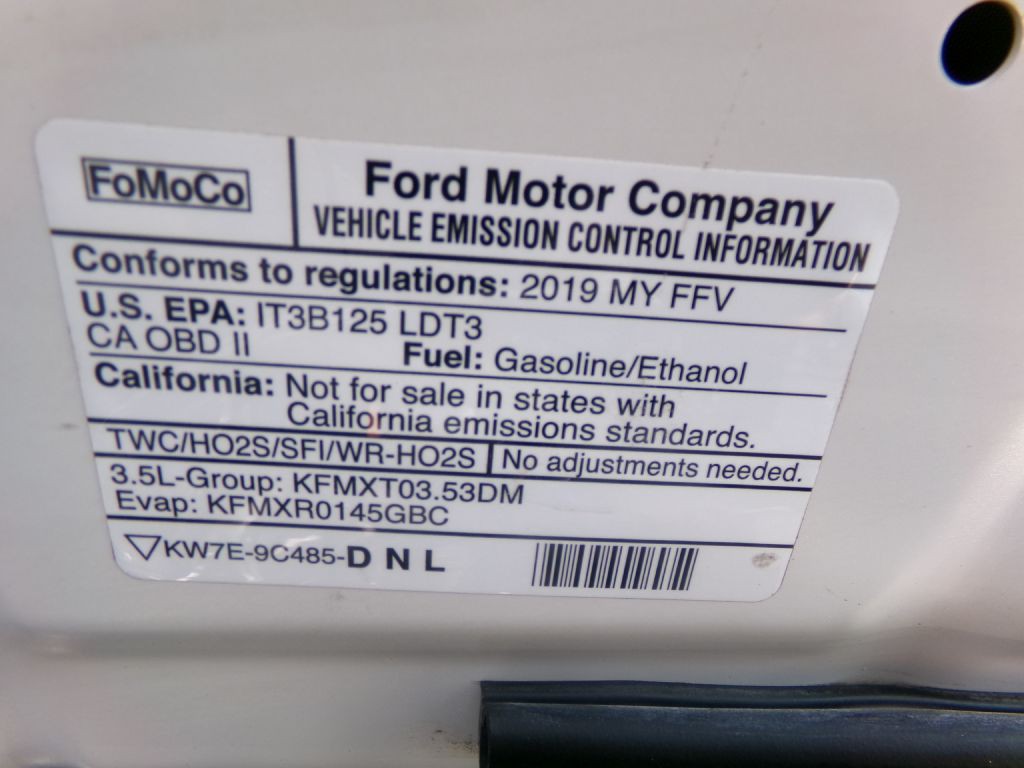 FoMoCo
Ford Motor Company
VEHICLE EMISSION CONTROL INFORMATION
Conforms to regulations: 2019 MY FFV
U.S. EPA: IT3B125 LDT3
CA OBD II Fuel: Gasoline/Ethanol
California: Not for sale in states with
California emissions standards.
TWC/HO2S/SFI/WR-HO2S No adjustments needed.
3.5L-Group: KFMXT03.53DM
Evap: KFMXR0145GBC
KW7E-9C485-D N L